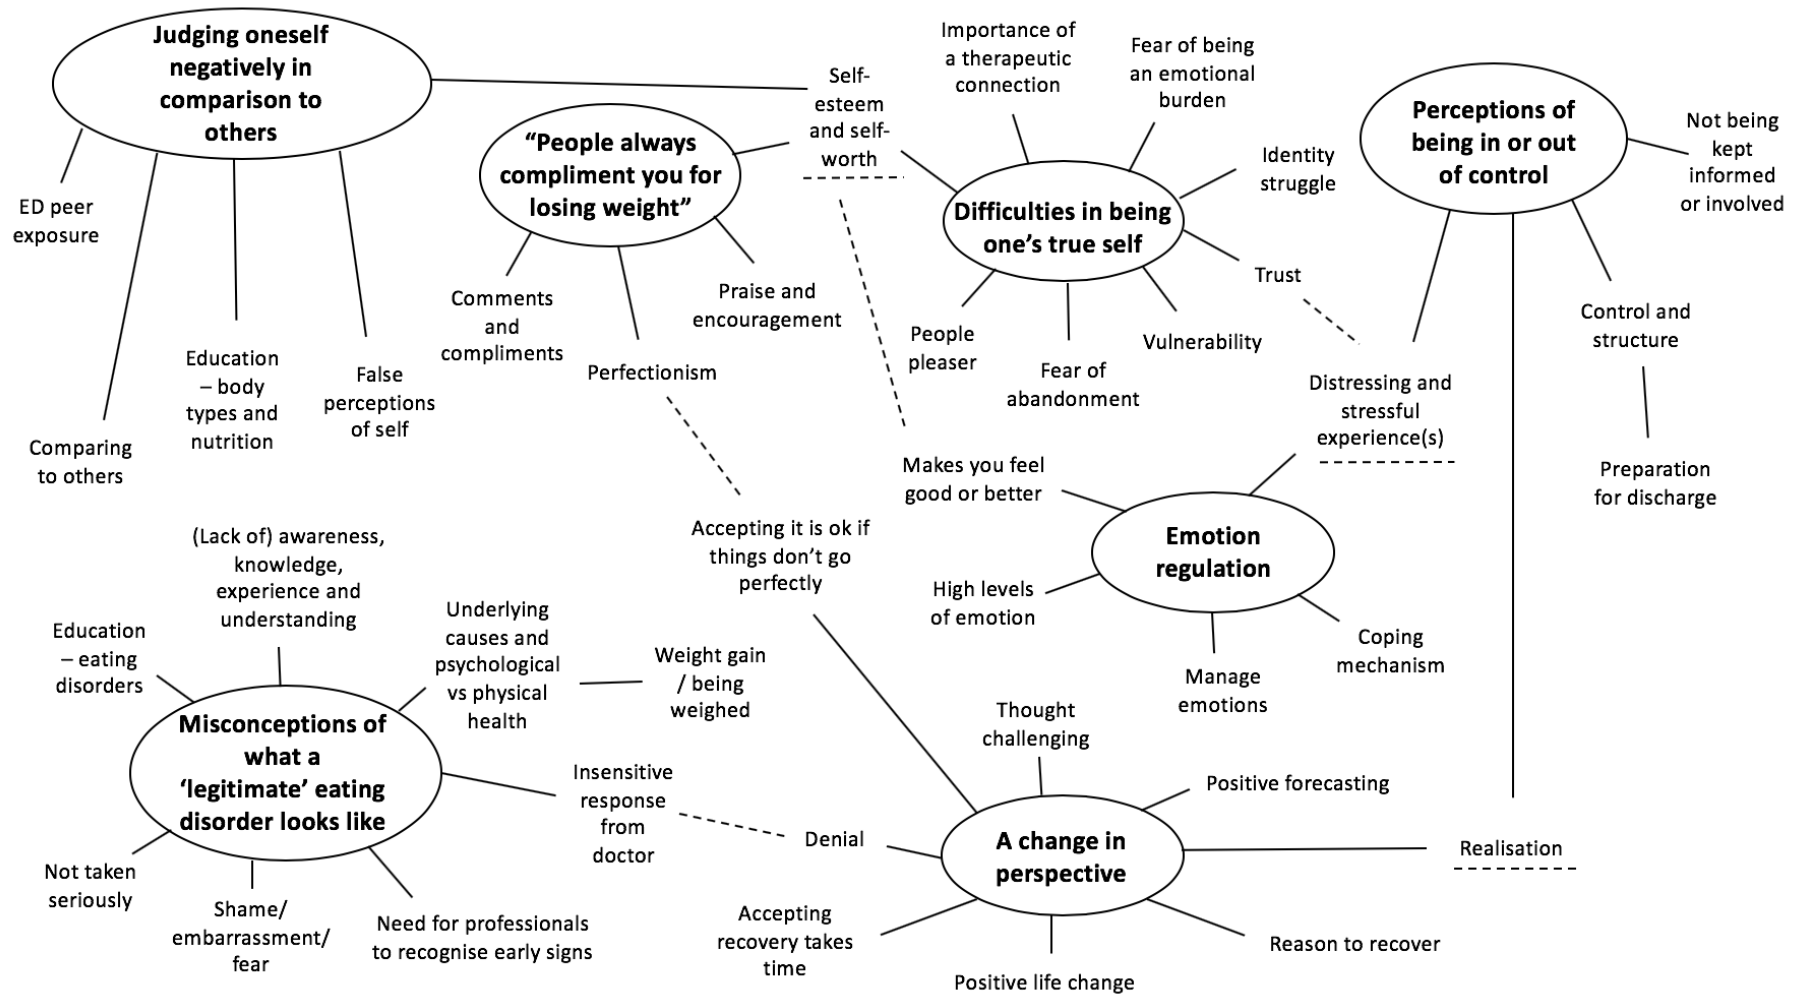 Judging oneself
negatively in
comparison to
others
ED peer
exposure
Comparing
to others
Education
– body
types and
nutrition
False
perceptions
of self
“People always
compliment you for
losing weight”
Comments
and
compliments
Perfectionism
Praise and
encouragement
Self-
esteem
and self-
worth
Importance of
a therapeutic
connection
Fear of being
an emotional
burden
Identity
struggle
Difficulties in being
one’s true self
Trust
People
pleaser
Fear of
abandonment
Vulnerability
Perceptions of
being in or out
of control
Not being
kept
informed
or involved
Control and
structure
Preparation
for discharge
Distressing and
stressful
experience(s)
Makes you feel
good or better
Emotion
regulation
High levels
of emotion
Manage
emotions
Coping
mechanism
Accepting it is ok if
things don’t go
perfectly
(Lack of) awareness,
knowledge,
experience and
understanding
Education
– eating
disorders
Underlying
causes and
psychological
vs physical
health
Weight gain
/ being
weighed
Misconceptions of
what a
‘legitimate’ eating
disorder looks like
Insensitive
response
from
doctor
Not taken
seriously
Shame/
embarrassment/
fear
Need for professionals
to recognise early signs
Denial
Thought
challenging
Positive forecasting
A change in
perspective
Realisation
Accepting
recovery takes
time
Positive life change
Reason to recover